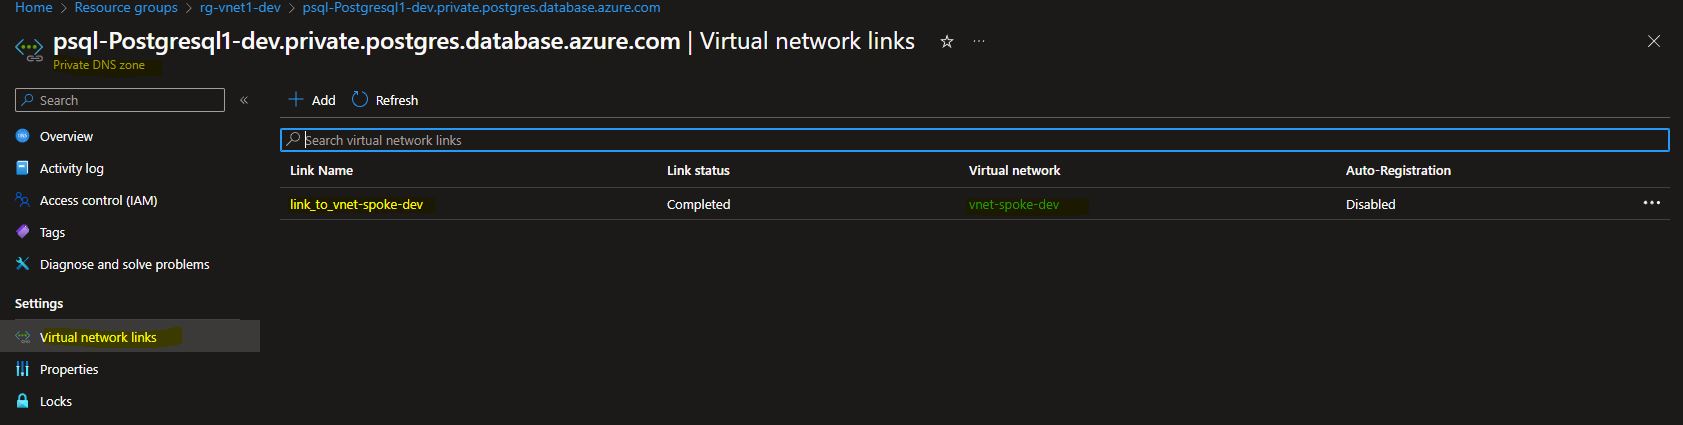 Home > Resource groups > rg-vnet1-dev > psql-Postgresql1-dev.private.postgres.database.azure.com
psql-Postgresql1-dev.private.postgres.database.azure.com | Virtual network links ☆ ...
Private DNS zone
Search «
Add Refresh
Overview
Search virtual network links
Activity log
Link Name Link status Virtual network Auto-Registration
Access control (IAM)
link_to_vnet-spoke-dev Completed vnet-spoke-dev Disabled ...
Tags
Diagnose and solve problems
Settings
Virtual network links
Properties
Locks